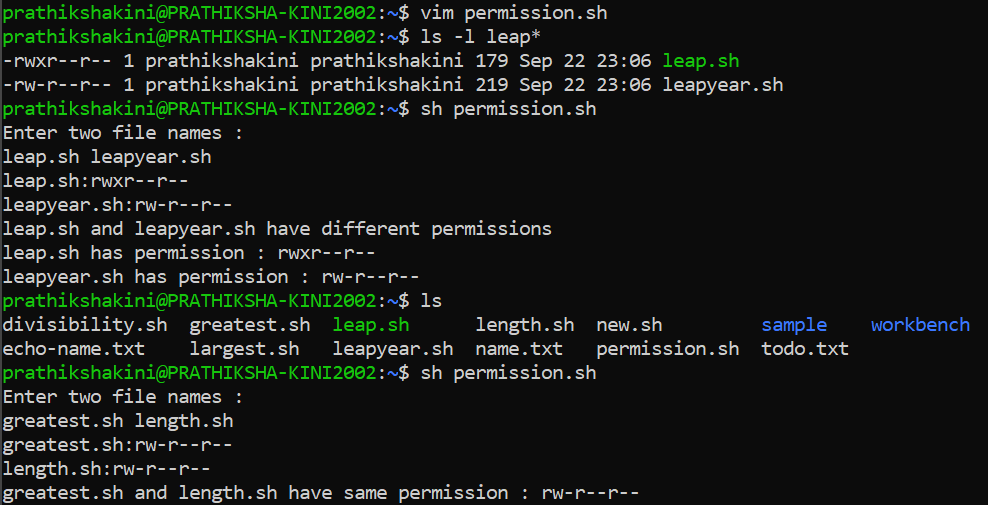 prathikshakini@PRATHIKSHA-KINI2002:~$ vim permission.sh
prathikshakini@PRATHIKSHA-KINI2002:~$ ls -l leap*
-rwxr--r-- 1 prathikshakini prathikshakini 179 Sep 22 23:06 leap.sh
-rw-r--r-- 1 prathikshakini prathikshakini 219 Sep 22 23:06 leapyear.sh
prathikshakini@PRATHIKSHA-KINI2002:~$ sh permission.sh
Enter two file names :
leap.sh leapyear.sh
leap.sh:rwxr--r--
leapyear.sh:rw-r--r--
leap.sh and leapyear.sh have different permissions
leap.sh has permission : rwxr--r--
leapyear.sh has permission : rw-r--r--
prathikshakini@PRATHIKSHA-KINI2002:~$ ls
divisibility.sh  greatest.sh  leap.sh      length.sh  new.sh         sample    workbench
echo-name.txt    largest.sh   leapyear.sh  name.txt   permission.sh  todo.txt
prathikshakini@PRATHIKSHA-KINI2002:~$ sh permission.sh
Enter two file names :
greatest.sh length.sh
greatest.sh:rw-r--r--
length.sh:rw-r--r--
greatest.sh and length.sh have same permission : rw-r--r--